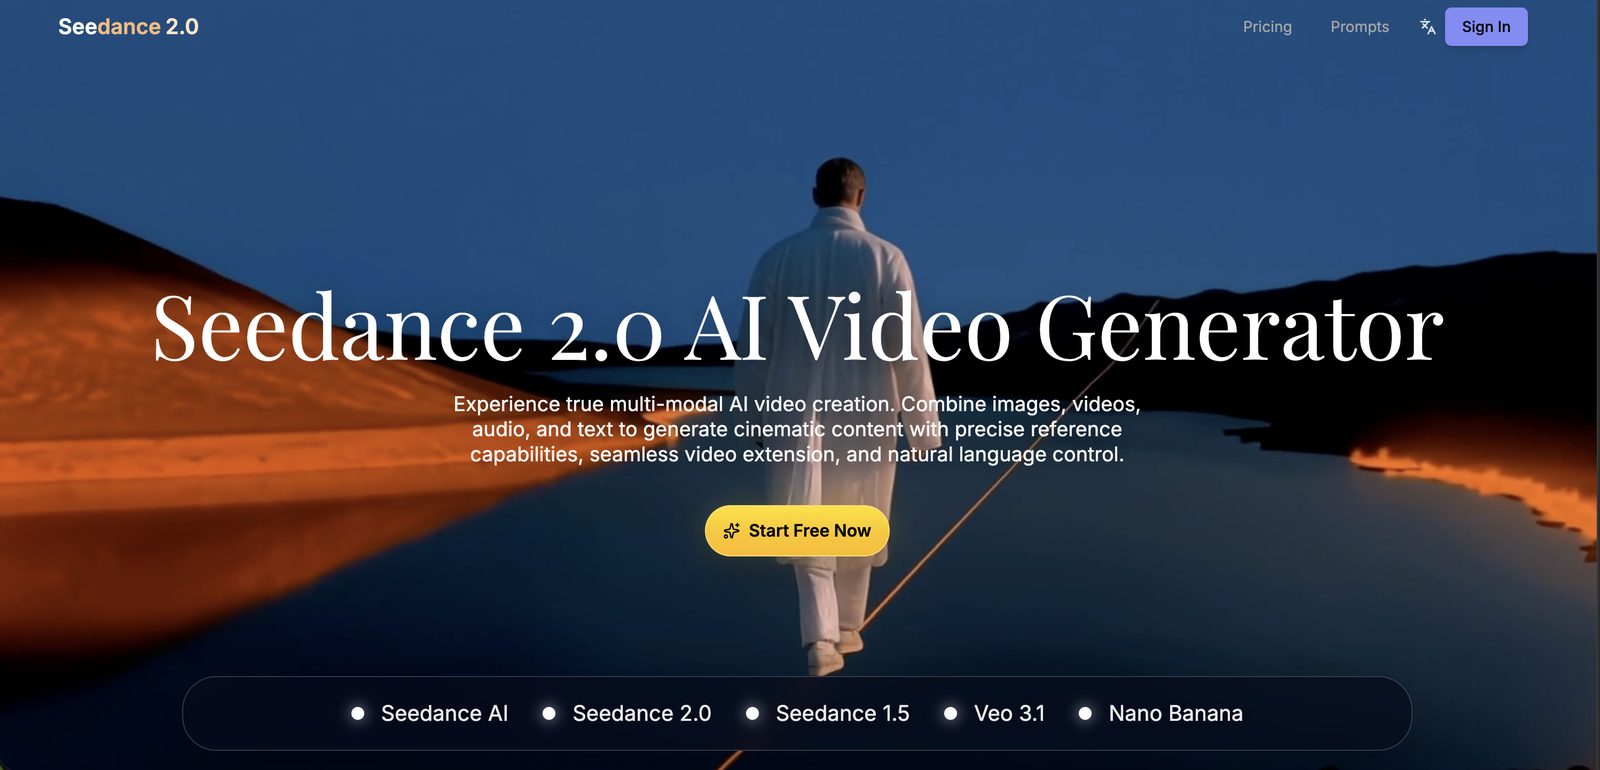 Seedance 2.0
Pricing
Prompts
Sign In
Seedance 2.0 AI Video Generator
Experience true multi-modal AI video creation. Combine images, videos,
audio, and text to generate cinematic content with precise reference
capabilities, seamless video extension, and natural language control.
Start Free Now
Seedance AI
Seedance 2.0
Seedance 1.5
Veo 3.1
Nano Banana